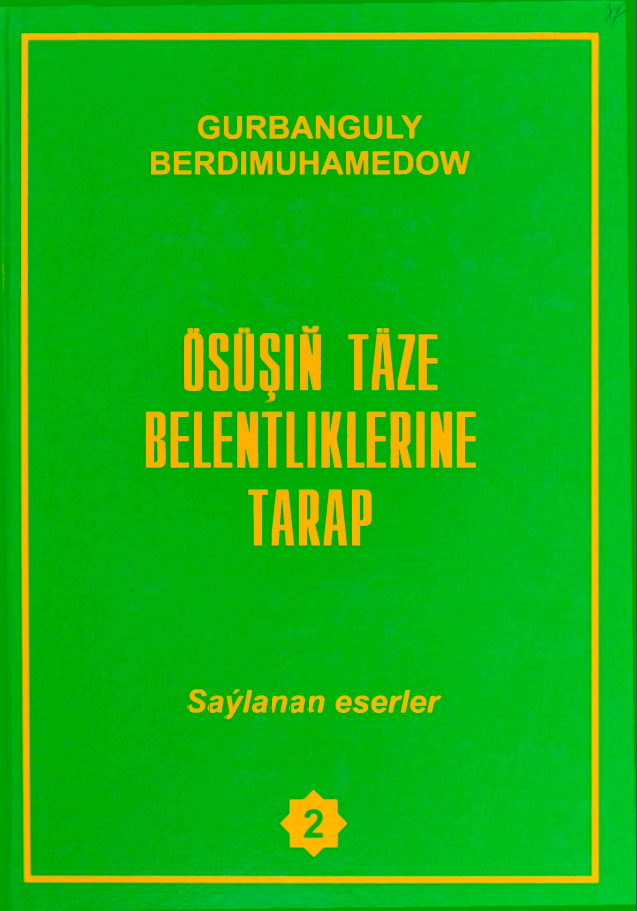 GURBANGULY
BERDIMUHAMEDOW
ÖSÜŞIŇ TÄZE
BELENTLIKLERINE
TARAP
Saýlanan eserler
2